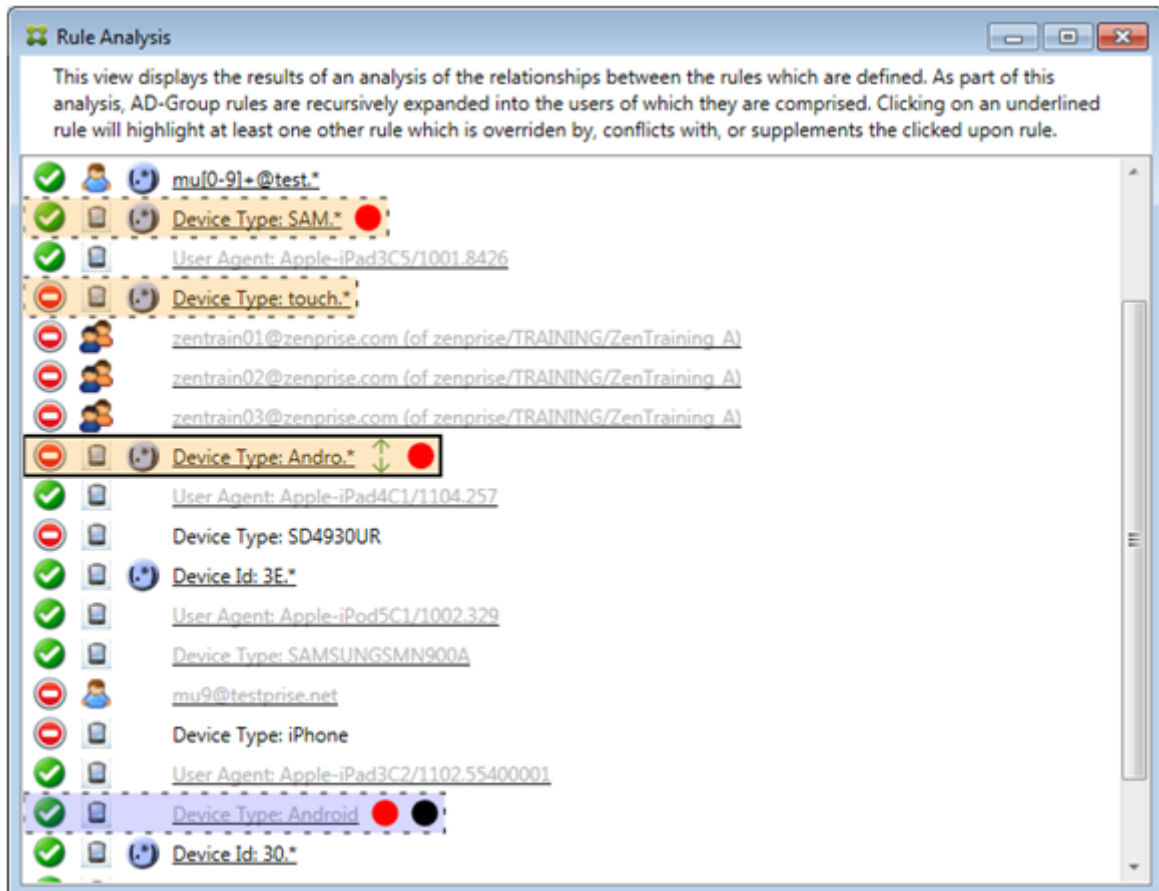 Rule Analysis
This view displays the results of an analysis of the relationships between the rules which are defined. As part of this
analysis, AD-Group rules are recursively expanded into the users of which they are comprised. Clicking on an underlined
rule will highlight at least one other rule which is overriden by, conflicts with, or supplements the clicked upon rule.
(.*) mu[0-9]+@test.*
(.*) Device Type: SAM.*
User Agent: Apple-iPad3C5/1001.8426
(.*) Device Type: touch.*
zentrain01@zenprise.com (of zenprise/TRAINING/ZenTraining A)
zentrain02@zenprise.com (of zenprise/TRAINING/ZenTraining A)
zentrain03@zenprise.com (of zenprise/TRAINING/ZenTraining A)
(.*) Device Type: Andro.*
User Agent: Apple-iPad4C1/1104.257
Device Type: SD4930UR
(.*) Device Id: 3E.*
User Agent: Apple-iPod5C1/1002.329
Device Type: SAMSUNGSMN900A
mu9@testprise.net
Device Type: iPhone
User Agent: Apple-iPad3C2/1102.55400001
Device Type: Android
(.*) Device Id: 30.*